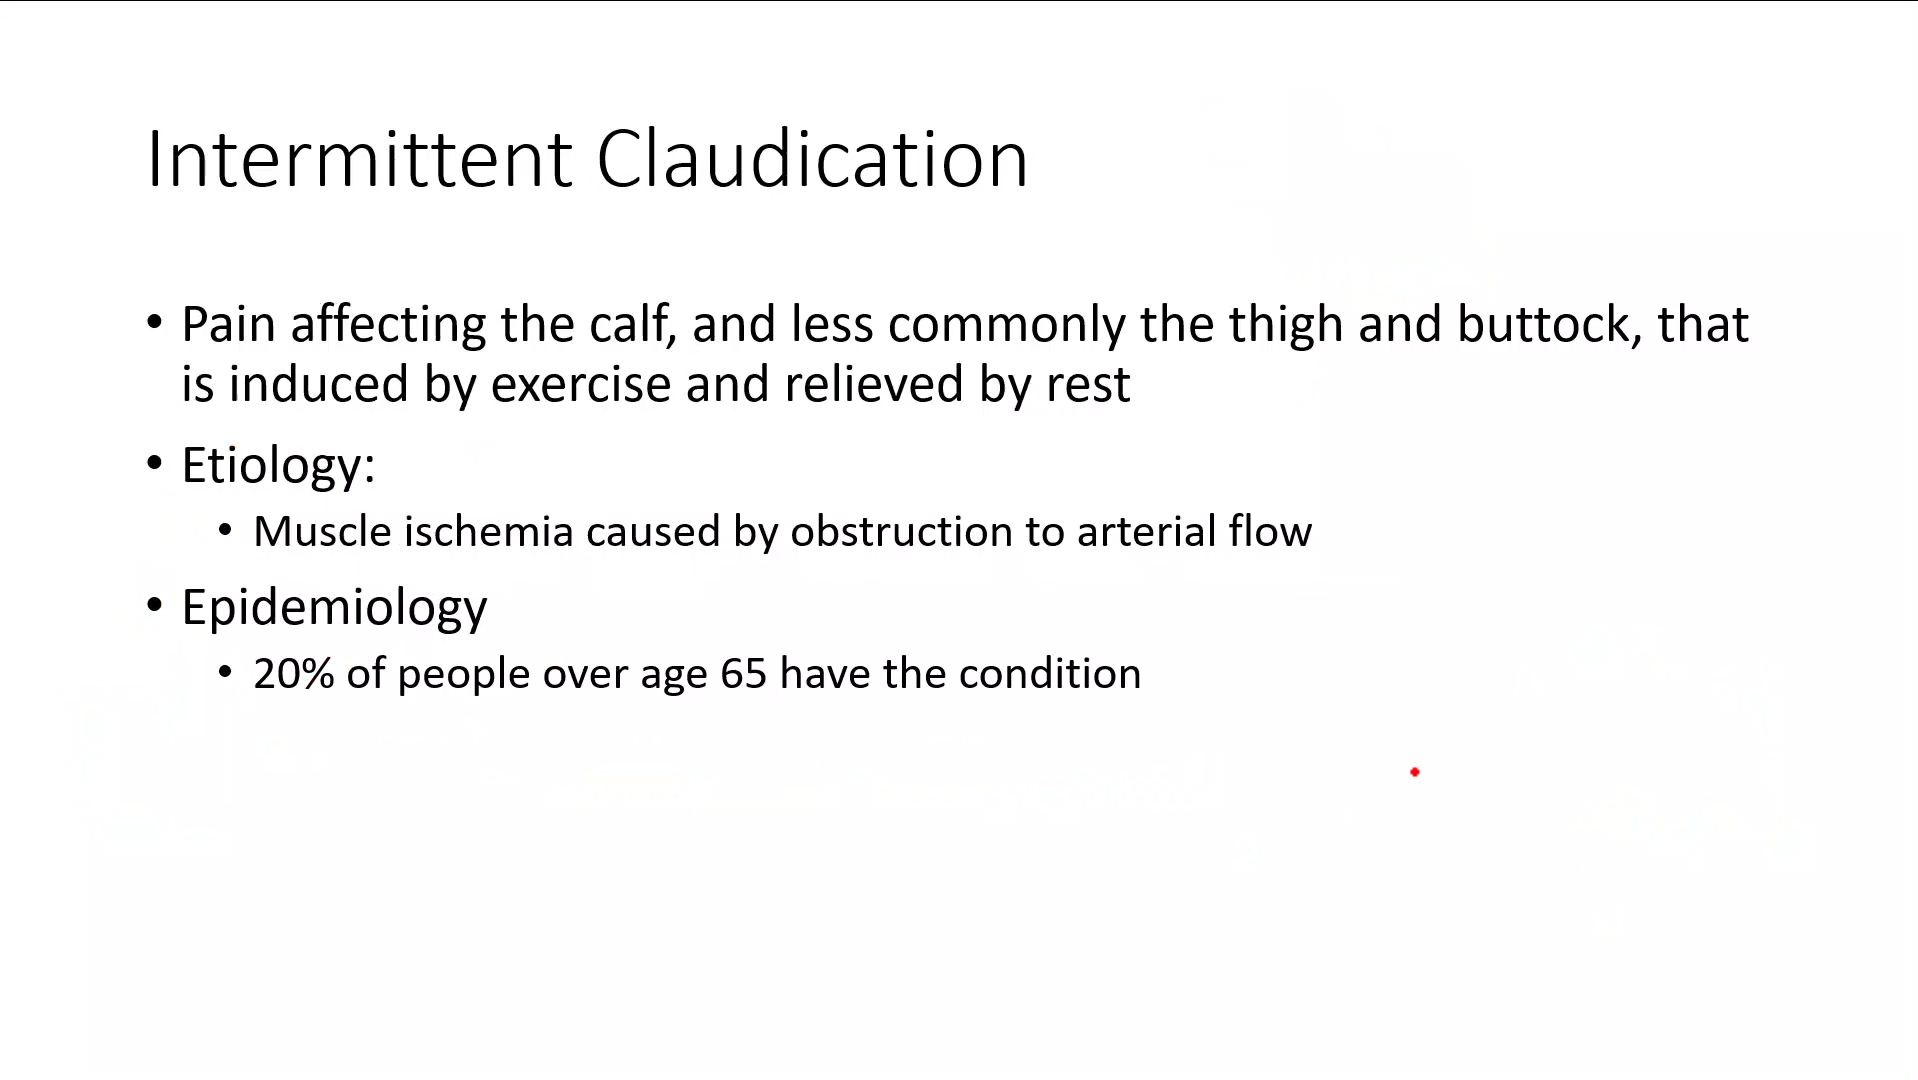 Intermittent Claudication
• Pain affecting the calf, and less commonly the thigh and buttock, that
is induced by exercise and relieved by rest
• Etiology:
• Muscle ischemia caused by obstruction to arterial flow
• Epidemiology
• 20% of people over age 65 have the condition